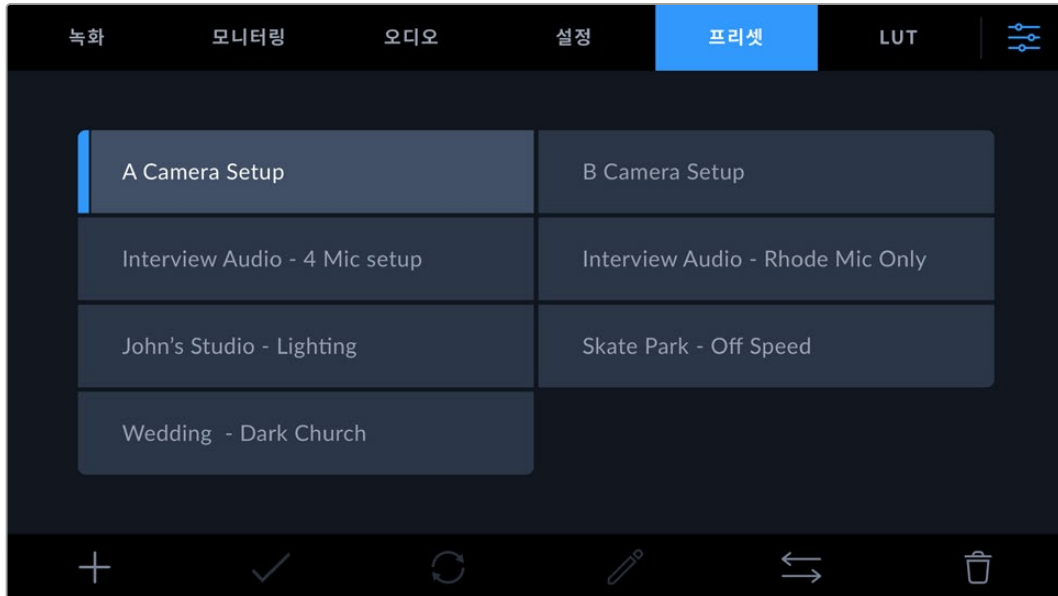 녹화 모니터링 오디오 설정 프리셋 LUT
A Camera Setup B Camera Setup
Interview Audio - 4 Mic setup Interview Audio - Rhode Mic Only
John’s Studio - Lighting Skate Park - Off Speed
Wedding - Dark Church